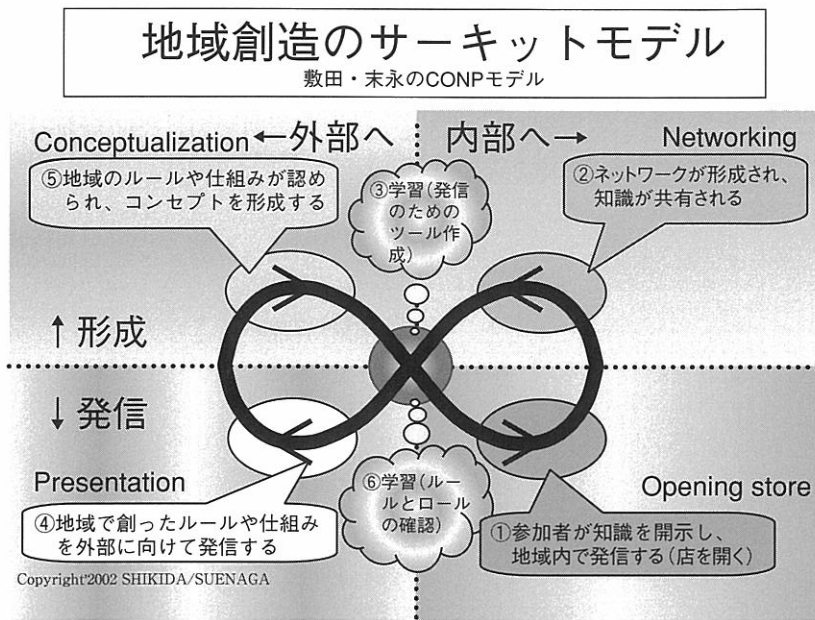 地域創造のサーキットモデル
敷田・末永のCONPモデル
Conceptualization
←外部へ
内部へ→
Networking
⑤地域のルールや仕組みが認め
られ、コンセプトを形成する
③学習(発信
のための
ツール作
成)
②ネットワークが形成され、
知識が共有される
↑ 形成
↓ 発信
Presentation
④地域で創ったルールや仕組み
を外部に向けて発信する
⑥学習(ルー
ルとロール
の確認)
Opening store
①参加者が知識を開示し、
地域内で発信する(店を開く)
Copyright'2002 SHIKIDA/SUENAGA